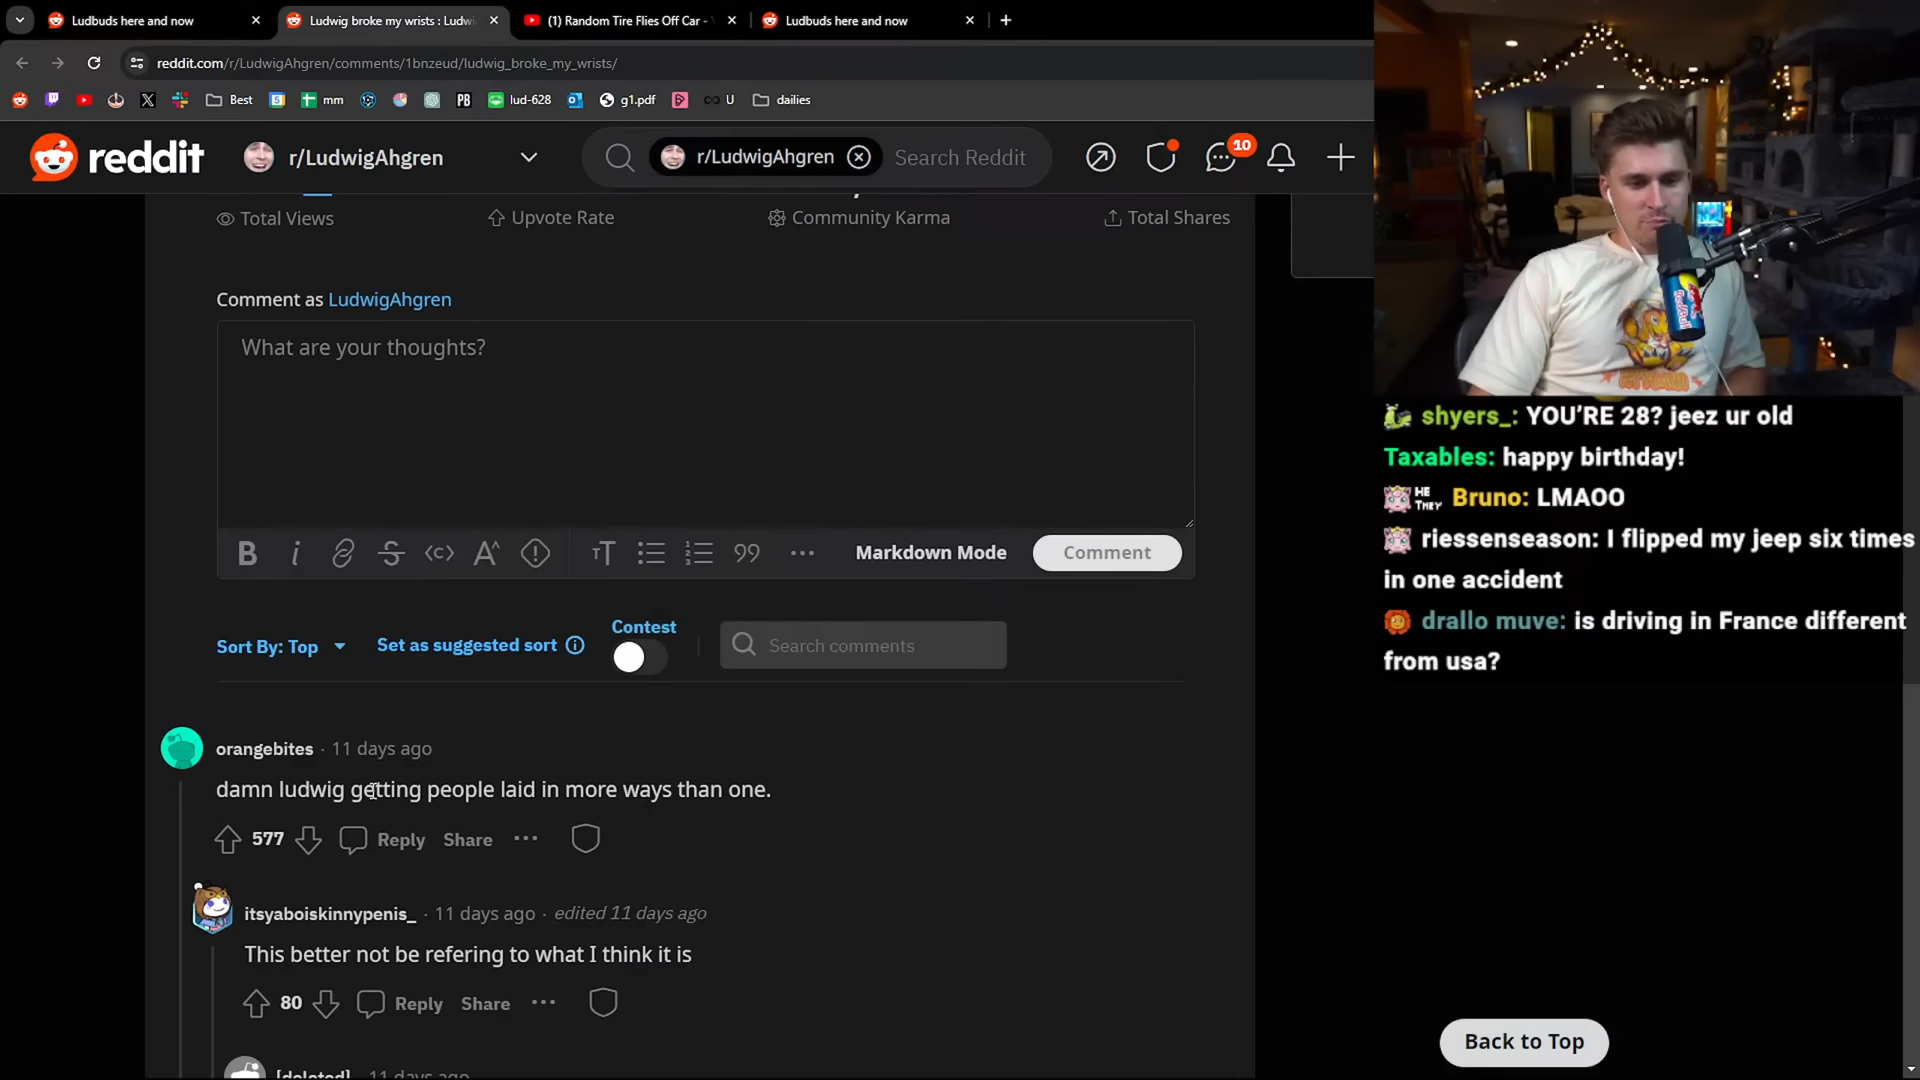 Ludbuds here and now
Ludwig broke my wrists : Ludwi
(1) Random Tire Flies Off Car -
Ludbuds here and now
reddit.com/r/LudwigAhgren/comments/1bnzeud/ludwig_broke_my_wrists/
Best
mm
PB
lud-628
g1.pdf
U
dailies
reddit
r/LudwigAhgren
r/LudwigAhgren
Search Reddit
10
Total Views
Upvote Rate
Community Karma
Total Shares
Comment as LudwigAhgren
What are your thoughts?
Markdown Mode
Comment
Sort By: Top
Set as suggested sort
Contest
Search comments
orangebites · 11 days ago
damn ludwig getting people laid in more ways than one.
577
Reply
Share
itsyaboiskinnypenis_ · 11 days ago · edited 11 days ago
This better not be refering to what I think it is
80
Reply
Share
[deleted] 11 days ago
shyers_: YOU'RE 28? jeez ur old
Taxables: happy birthday!
HE THEY Bruno: LMAOO
riessenseason: I flipped my jeep six times
in one accident
drallo muve: is driving in France different
from usa?
Back to Top